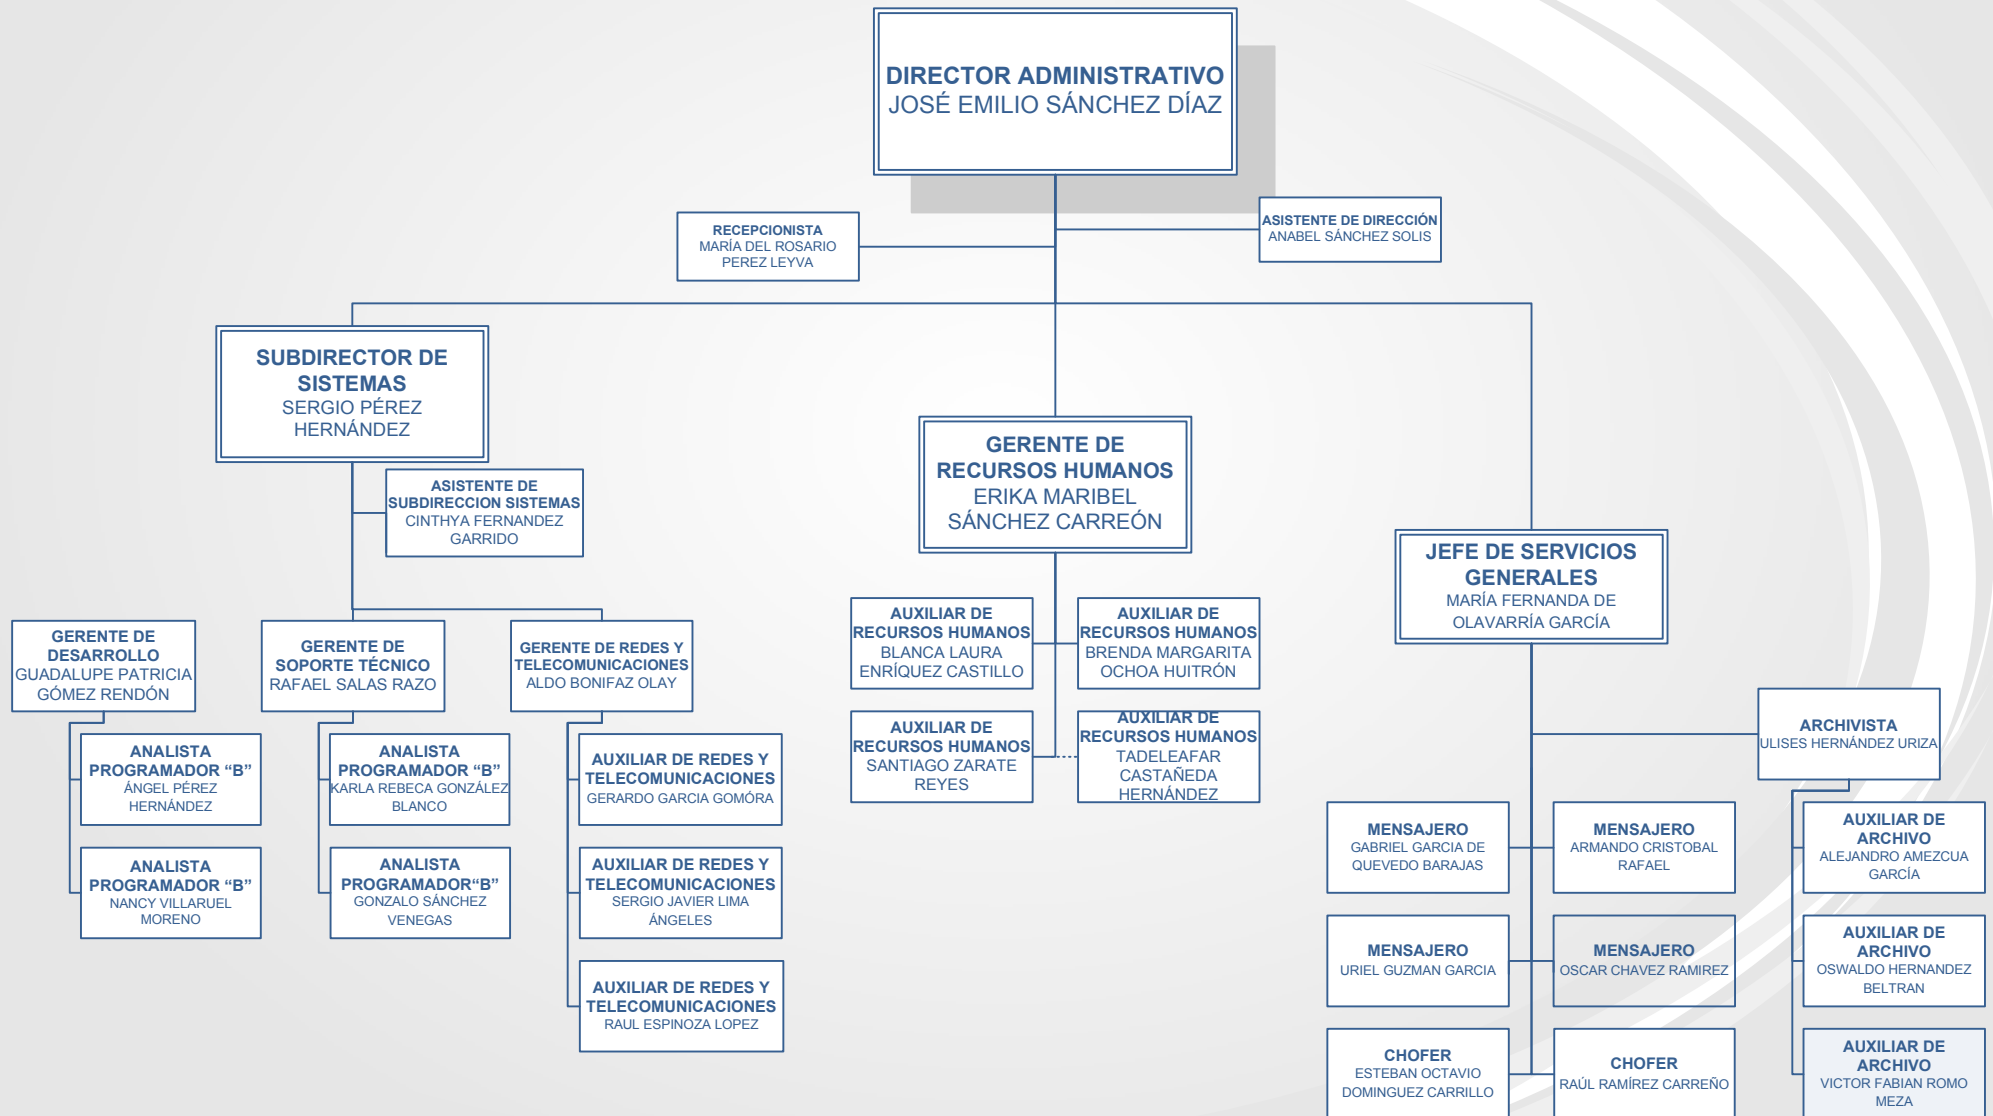 DIRECTOR ADMINISTRATIVO
JOSÉ EMILIO SÁNCHEZ DÍAZ
RECEPCIONISTA
MARÍA DEL ROSARIO
PEREZ LEYVA
ASISTENTE DE DIRECCIÓN
ANABEL SÁNCHEZ SOLIS
SUBDIRECTOR DE
SISTEMAS
SERGIO PÉREZ
HERNÁNDEZ
ASISTENTE DE
SUBDIRECCION SISTEMAS
CINTHYA FERNANDEZ
GARRIDO
GERENTE DE
RECURSOS HUMANOS
ERIKA MARIBEL
SÁNCHEZ CARREÓN
JEFE DE SERVICIOS
GENERALES
MARÍA FERNANDA DE
OLAVARRÍA GARCÍA
GERENTE DE
DESARROLLO
GUADALUPE PATRICIA
GÓMEZ RENDÓN
GERENTE DE
SOPORTE TÉCNICO
RAFAEL SALAS RAZO
GERENTE DE REDES Y
TELECOMUNICACIONES
ALDO BONIFAZ OLAY
ANALISTA
PROGRAMADOR “B”
ÁNGEL PÉREZ
HERNÁNDEZ
ANALISTA
PROGRAMADOR “B”
NANCY VILLARUEL
MORENO
ANALISTA
PROGRAMADOR “B”
KARLA REBECA GONZÁLEZ
BLANCO
ANALISTA
PROGRAMADOR“B”
GONZALO SÁNCHEZ
VENEGAS
AUXILIAR DE REDES Y
TELECOMUNICACIONES
GERARDO GARCIA GOMÓRA
AUXILIAR DE REDES Y
TELECOMUNICACIONES
SERGIO JAVIER LIMA
ÁNGELES
AUXILIAR DE REDES Y
TELECOMUNICACIONES
RAUL ESPINOZA LOPEZ
AUXILIAR DE
RECURSOS HUMANOS
BLANCA LAURA
ENRÍQUEZ CASTILLO
AUXILIAR DE
RECURSOS HUMANOS
BRENDA MARGARITA
OCHOA HUITRÓN
AUXILIAR DE
RECURSOS HUMANOS
SANTIAGO ZARATE
REYES
AUXILIAR DE
RECURSOS HUMANOS
TADELEAFAR
CASTAÑEDA
HERNÁNDEZ
ARCHIVISTA
ULISES HERNÁNDEZ URIZA
MENSAJERO
GABRIEL GARCIA DE
QUEVEDO BARAJAS
MENSAJERO
ARMANDO CRISTOBAL
RAFAEL
MENSAJERO
URIEL GUZMAN GARCIA
MENSAJERO
OSCAR CHAVEZ RAMIREZ
CHOFER
ESTEBAN OCTAVIO
DOMINGUEZ CARRILLO
CHOFER
RAÚL RAMÍREZ CARREÑO
AUXILIAR DE
ARCHIVO
ALEJANDRO AMEZCUA
GARCÍA
AUXILIAR DE
ARCHIVO
OSWALDO HERNANDEZ
BELTRAN
AUXILIAR DE
ARCHIVO
VICTOR FABIAN ROMO
MEZA